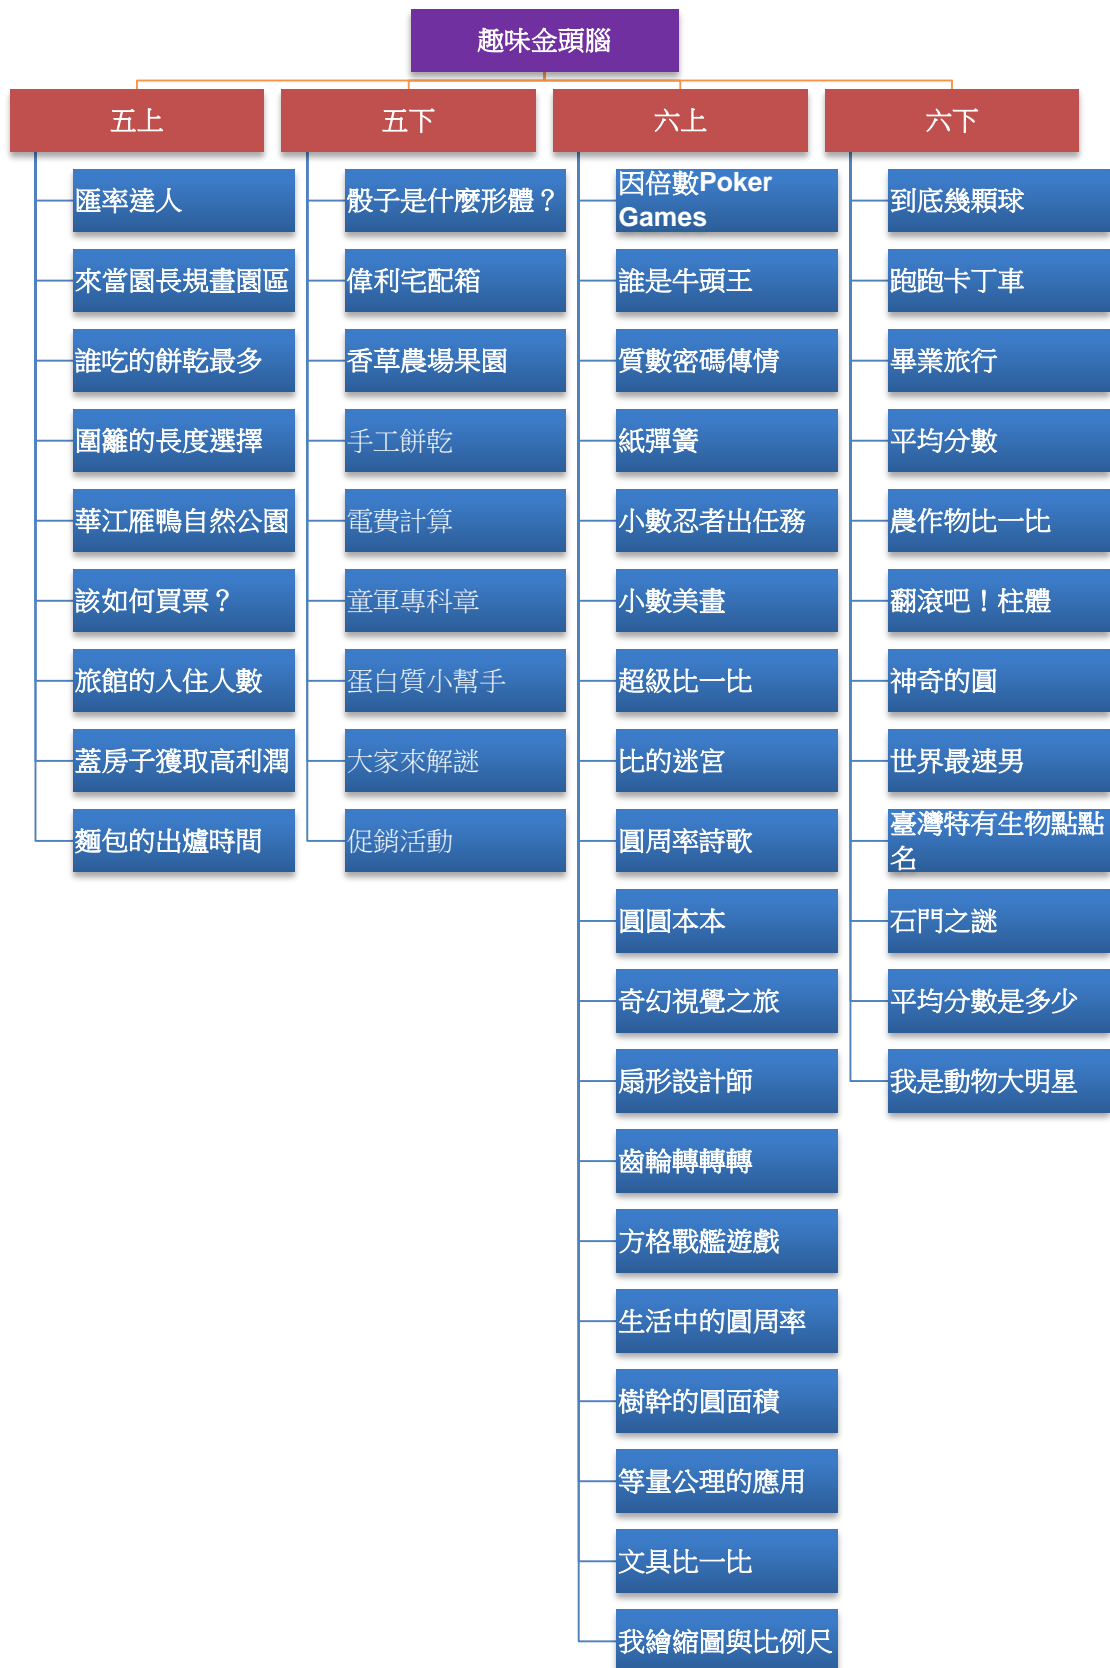 趣味金頭腦
五上
匯率達人
來當園長規畫園區
誰吃的餅乾最多
圍籬的長度選擇
華江雁鴨自然公園
該如何買票？
旅館的入住人數
蓋房子獲取高利潤
麵包的出爐時間
五下
骰子是什麼形體？
偉利宅配箱
香草農場果園
手工餅乾
電費計算
童軍專科章
蛋白質小幫手
大家來解謎
促銷活動
六上
因倍數Poker
Games
誰是牛頭王
質數密碼傳情
紙彈簧
小數忍者出任務
小數美畫
超級比一比
比的迷宮
圓周率詩歌
圓圓本本
奇幻視覺之旅
扇形設計師
齒輪轉轉轉
方格戰艦遊戲
生活中的圓周率
樹幹的圓面積
等量公理的應用
文具比一比
我繪縮圖與比例尺
六下
到底幾顆球
跑跑卡丁車
畢業旅行
平均分數
農作物比一比
翻滾吧！柱體
神奇的圓
世界最速男
臺灣特有生物點點
名
石門之謎
平均分數是多少
我是動物大明星